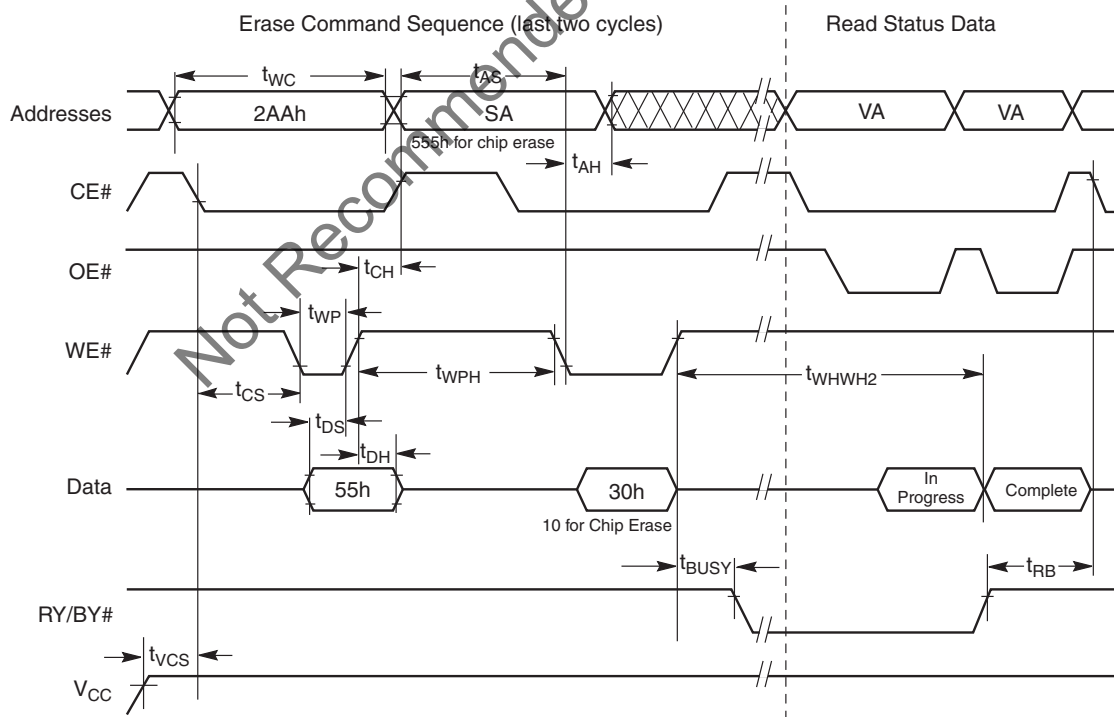 Erase Command Sequence (last two cycles)
Read Status Data
Addresses
tWC
tAS
2AAh
SA
VA
VA
555h for chip erase
tAH
CE#
OE#
tCH
tWP
WE#
tCS
tWPH
tWHWH2
tDS
tDH
Data
55h
30h
In
Progress
Complete
10 for Chip Erase
tBUSY
tRB
RY/BY#
tVCS
VCC
Not Recommende